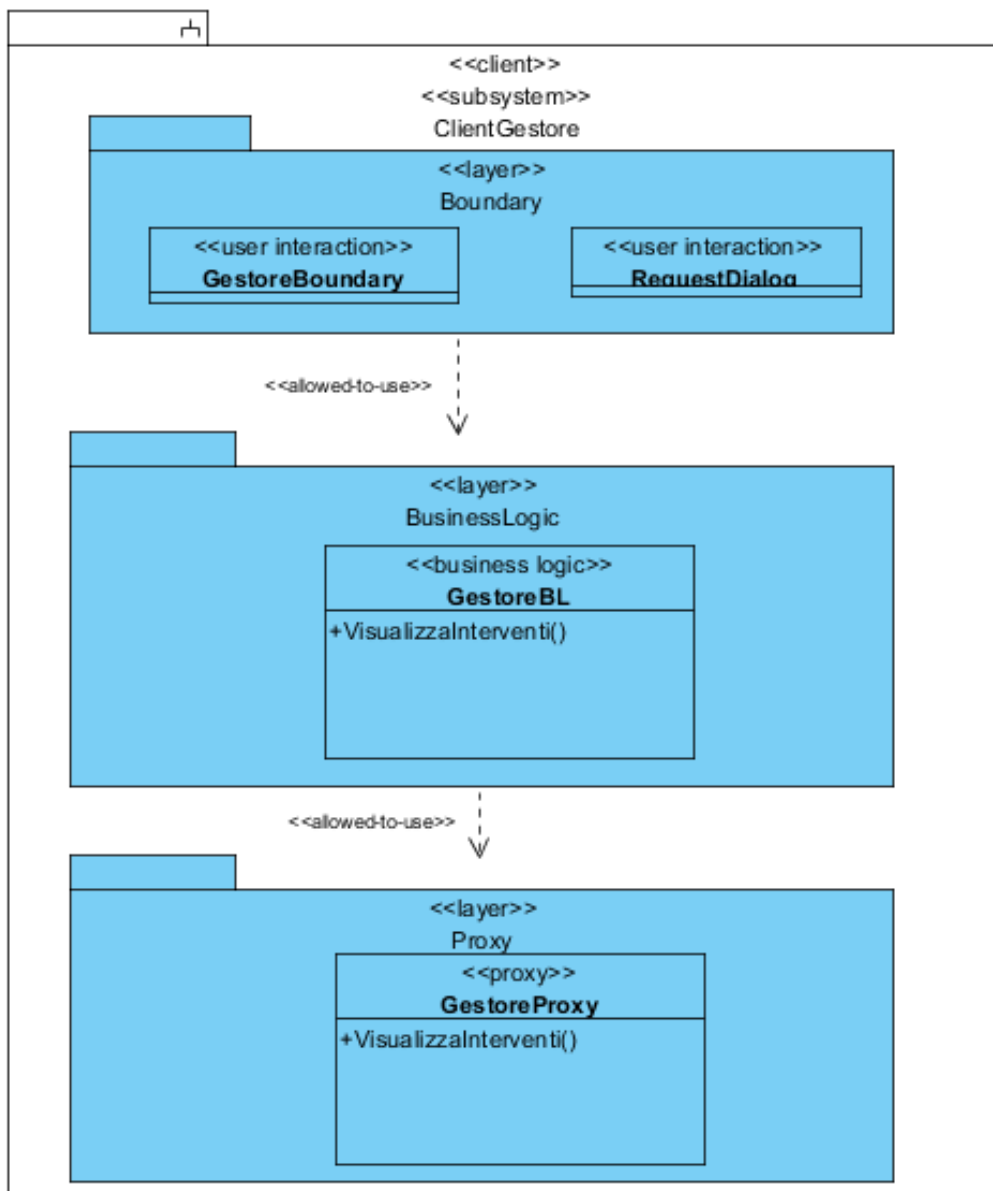 <<client>>
<<subsystem>>
ClientGestore
<<layer>>
Boundary
<<user interaction>>
GestoreBoundary
<<user interaction>>
RequestDialog
<<allowed-to-use>>
<<layer>>
BusinessLogic
<<business logic>>
GestoreBL
+VisualizzaInterventi()
<<allowed-to-use>>
<<layer>>
Proxy
<<proxy>>
GestoreProxy
+VisualizzaInterventi()